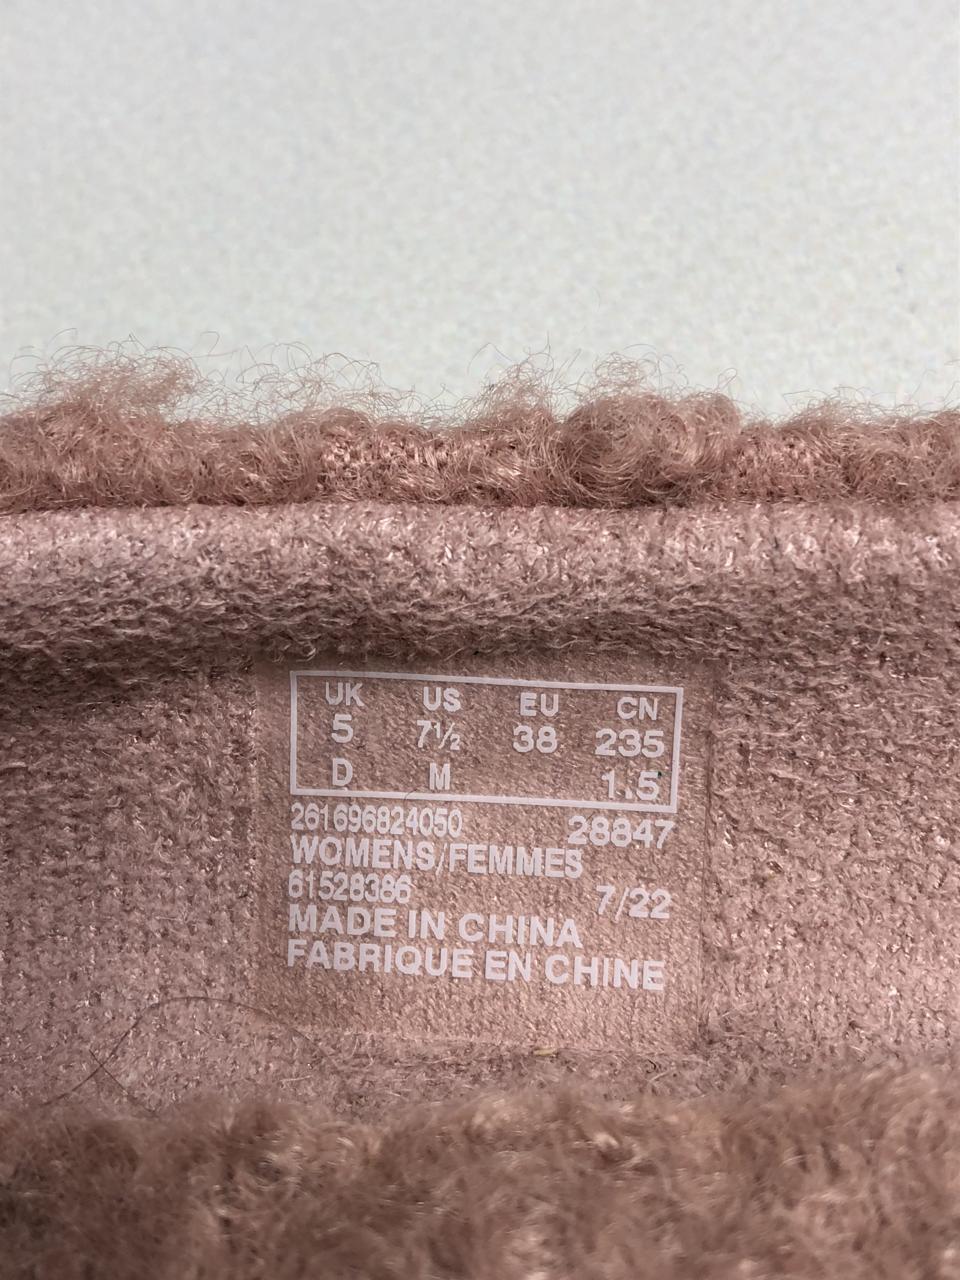 UK US EU CN
5 7½ 38 235
D M 1.5
261696824050 28847
WOMENS/FEMMES
61528386 7/22
MADE IN CHINA
FABRIQUE EN CHINE